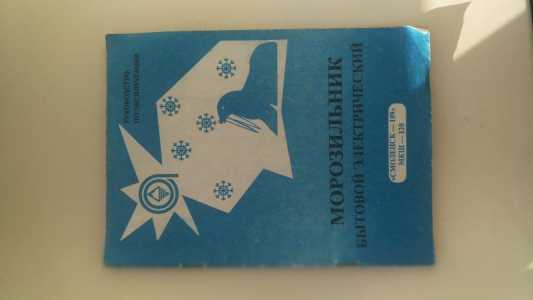 РУКОВОДСТВО
ПО ЭКСПЛУАТАЦИИ
МОРОЗИЛЬНИК
БЫТОВОЙ ЭЛЕКТРИЧЕСКИЙ
«СМОЛЕНСК — 109»
МКШ — 120